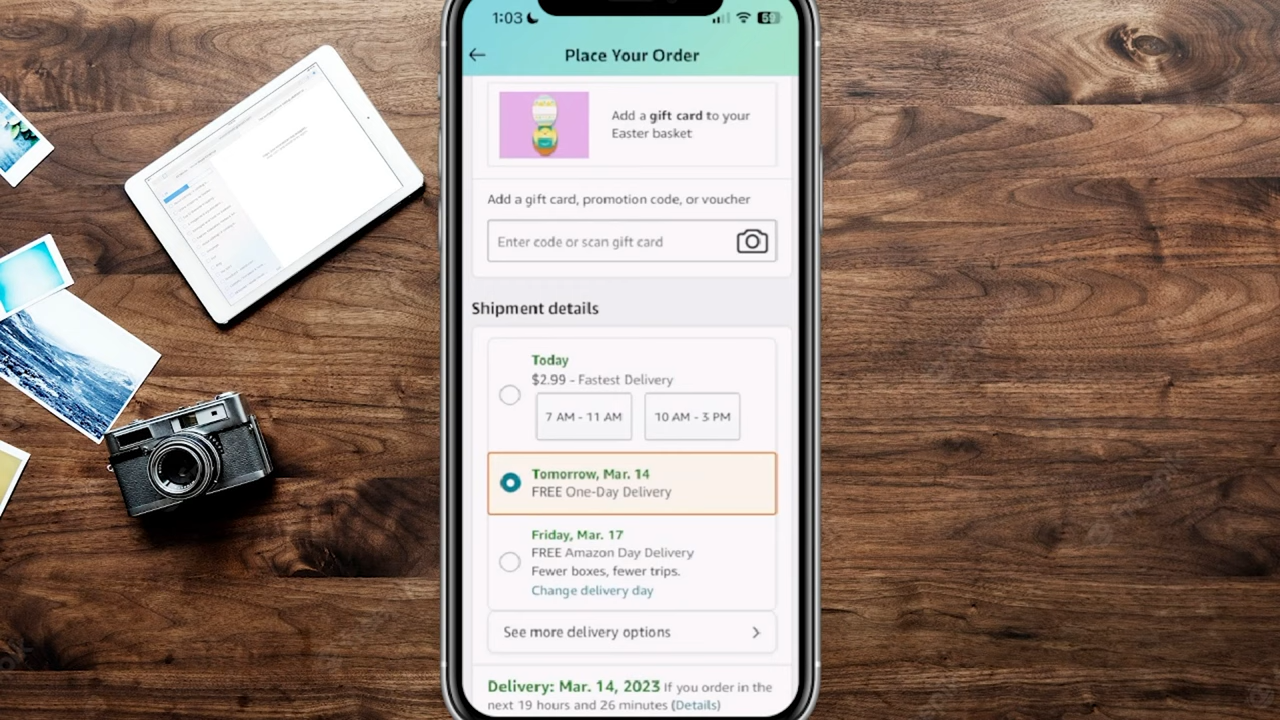 1:03
69
Place Your Order
Add a gift card to your
Easter basket
Add a gift card, promotion code, or voucher
Enter code or scan gift card
Shipment details
Today
$2.99 - Fastest Delivery
7 AM - 11 AM
10 AM - 3 PM
Tomorrow, Mar. 14
FREE One-Day Delivery
Friday, Mar. 17
FREE Amazon Day Delivery
Fewer boxes, fewer trips.
Change delivery day
See more delivery options
Delivery: Mar. 14, 2023 If you order in the
next 19 hours and 26 minutes (Details)